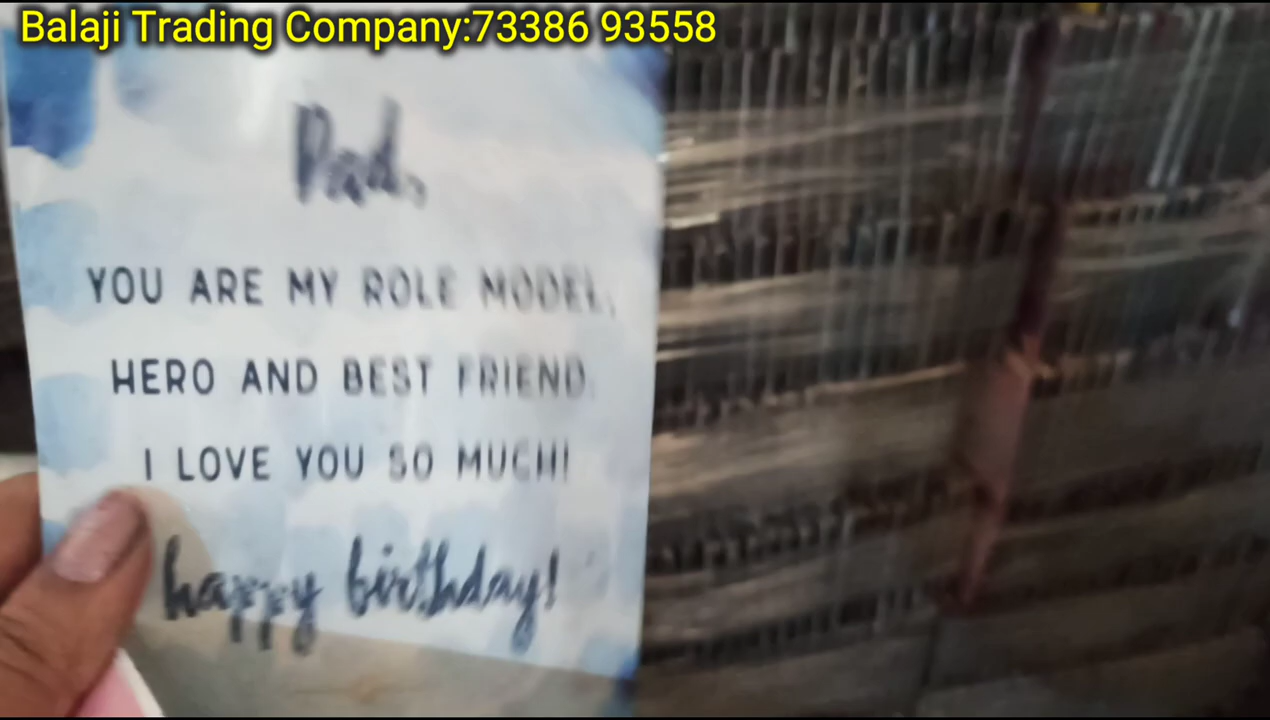 Balaji Trading Company:73386 93558
Dad,
YOU ARE MY ROLE MODEL,
HERO AND BEST FRIEND.
I LOVE YOU SO MUCH!
happy birthday!